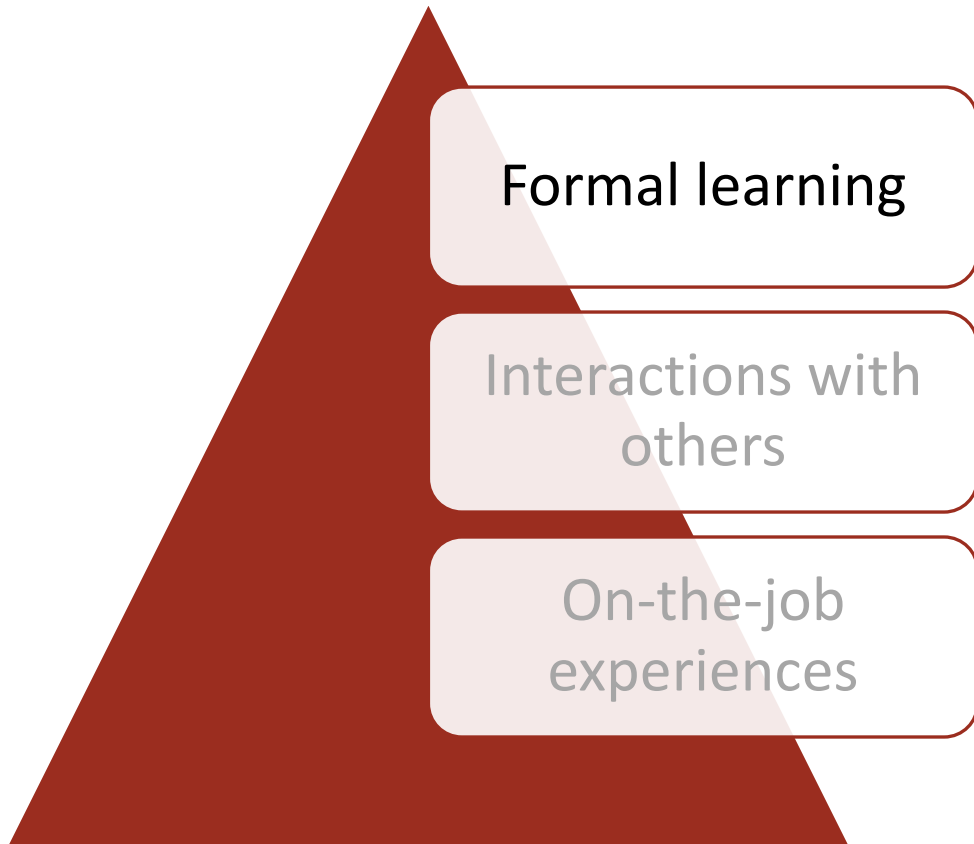 Formal learning
Interactions with
others
On-the-job
experiences